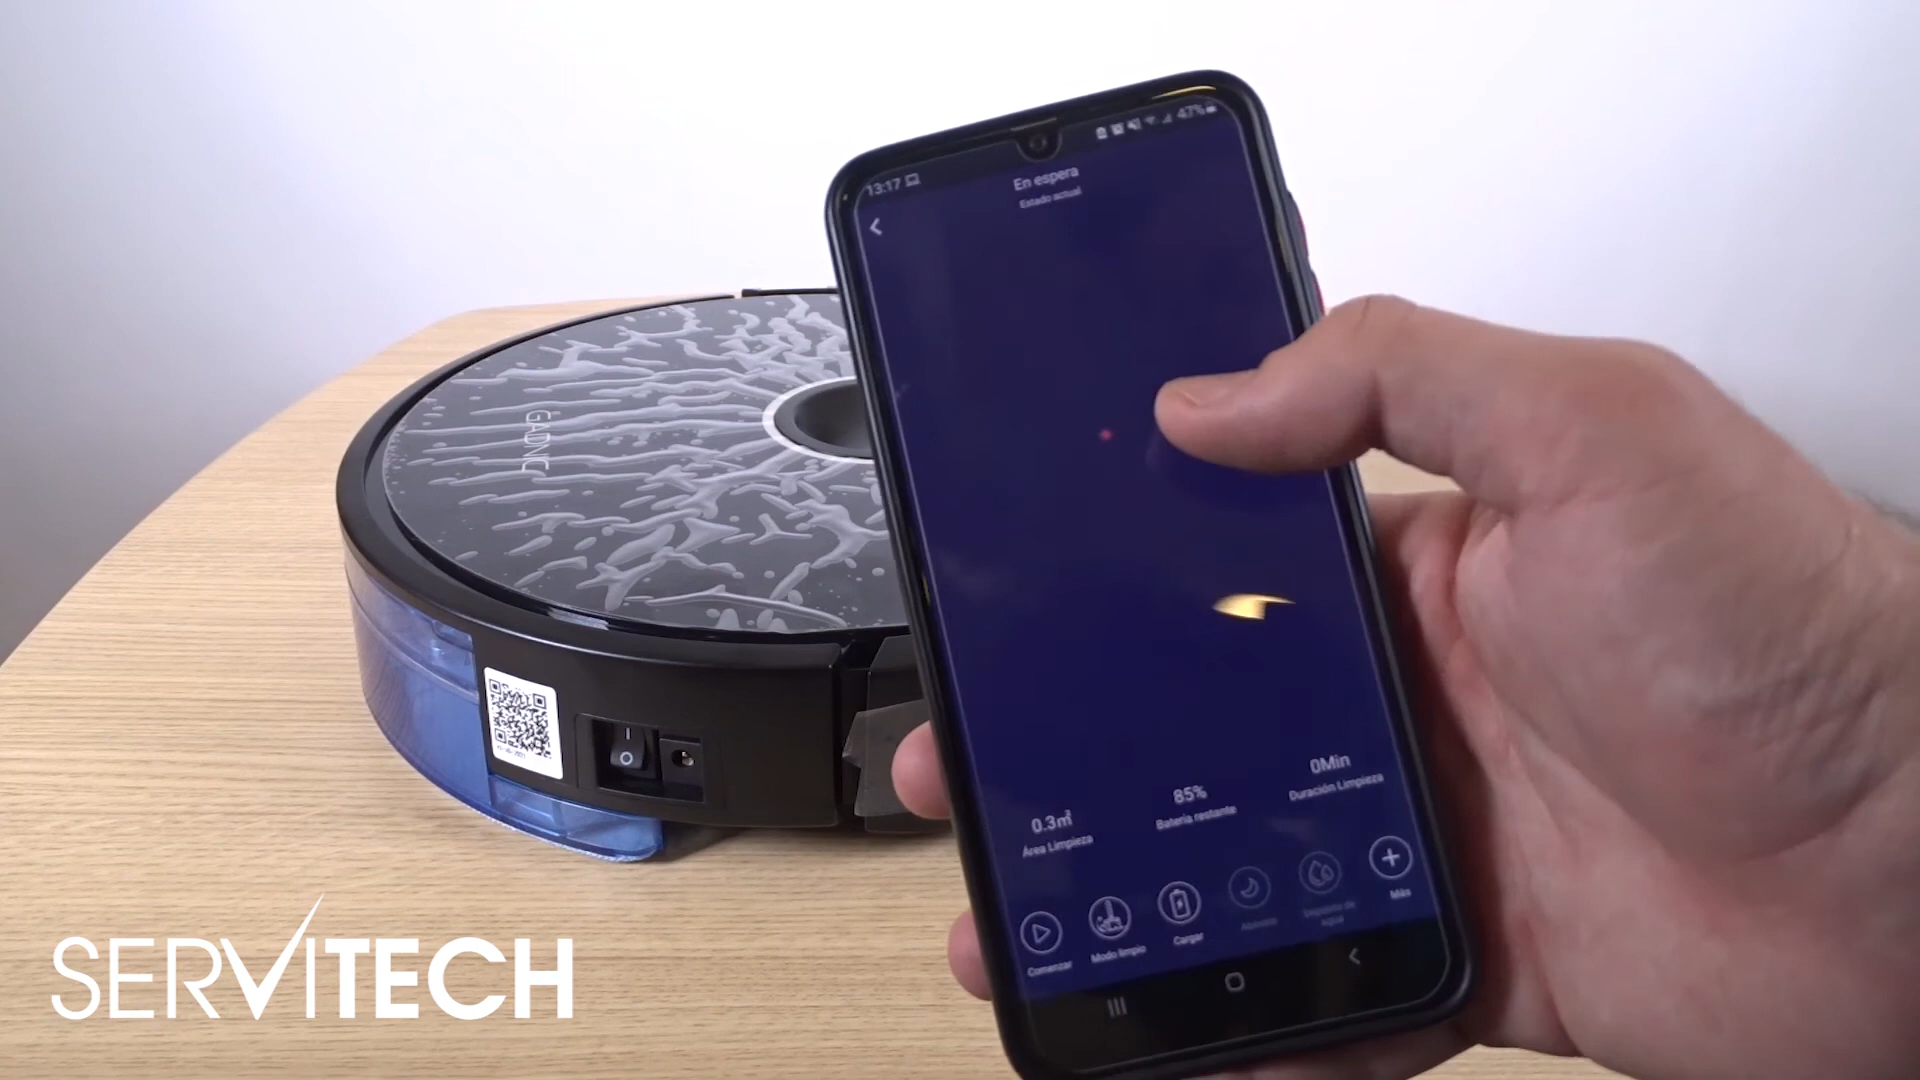 13:17
47%
En espera
Estado actual
GADNIC
0.3㎡
Área Limpieza
85%
Batería restante
0Min
Duración Limpieza
Comenzar
Modo limpio
Cargar
Más
SERVITECH